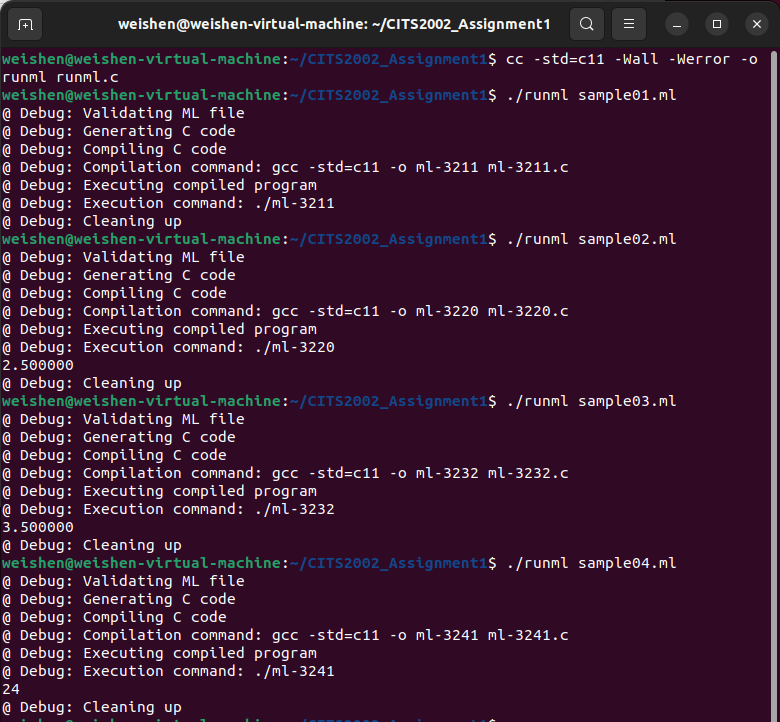 weishen@weishen-virtual-machine: ~/CITS2002_Assignment1
weishen@weishen-virtual-machine:~/CITS2002_Assignment1$ cc -std=c11 -Wall -Werror -o
runml runml.c
weishen@weishen-virtual-machine:~/CITS2002_Assignment1$ ./runml sample01.ml
@ Debug: Validating ML file
@ Debug: Generating C code
@ Debug: Compiling C code
@ Debug: Compilation command: gcc -std=c11 -o ml-3211 ml-3211.c
@ Debug: Executing compiled program
@ Debug: Execution command: ./ml-3211
@ Debug: Cleaning up
weishen@weishen-virtual-machine:~/CITS2002_Assignment1$ ./runml sample02.ml
@ Debug: Validating ML file
@ Debug: Generating C code
@ Debug: Compiling C code
@ Debug: Compilation command: gcc -std=c11 -o ml-3220 ml-3220.c
@ Debug: Executing compiled program
@ Debug: Execution command: ./ml-3220
2.500000
@ Debug: Cleaning up
weishen@weishen-virtual-machine:~/CITS2002_Assignment1$ ./runml sample03.ml
@ Debug: Validating ML file
@ Debug: Generating C code
@ Debug: Compiling C code
@ Debug: Compilation command: gcc -std=c11 -o ml-3232 ml-3232.c
@ Debug: Executing compiled program
@ Debug: Execution command: ./ml-3232
3.500000
@ Debug: Cleaning up
weishen@weishen-virtual-machine:~/CITS2002_Assignment1$ ./runml sample04.ml
@ Debug: Validating ML file
@ Debug: Generating C code
@ Debug: Compiling C code
@ Debug: Compilation command: gcc -std=c11 -o ml-3241 ml-3241.c
@ Debug: Executing compiled program
@ Debug: Execution command: ./ml-3241
24
@ Debug: Cleaning up